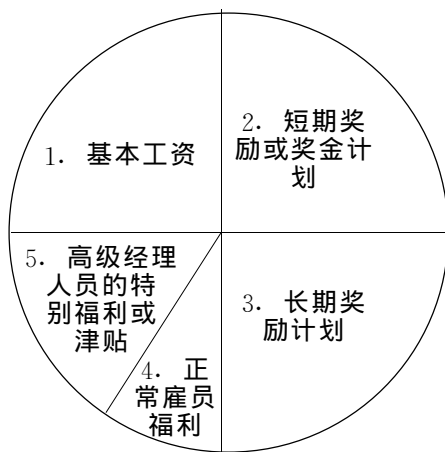 1. 基本工资
2. 短期奖
励或奖金计
划
3. 长期奖
励计划
4. 正
常雇员
福利
5. 高级经理
人员的特
别福利或
津贴